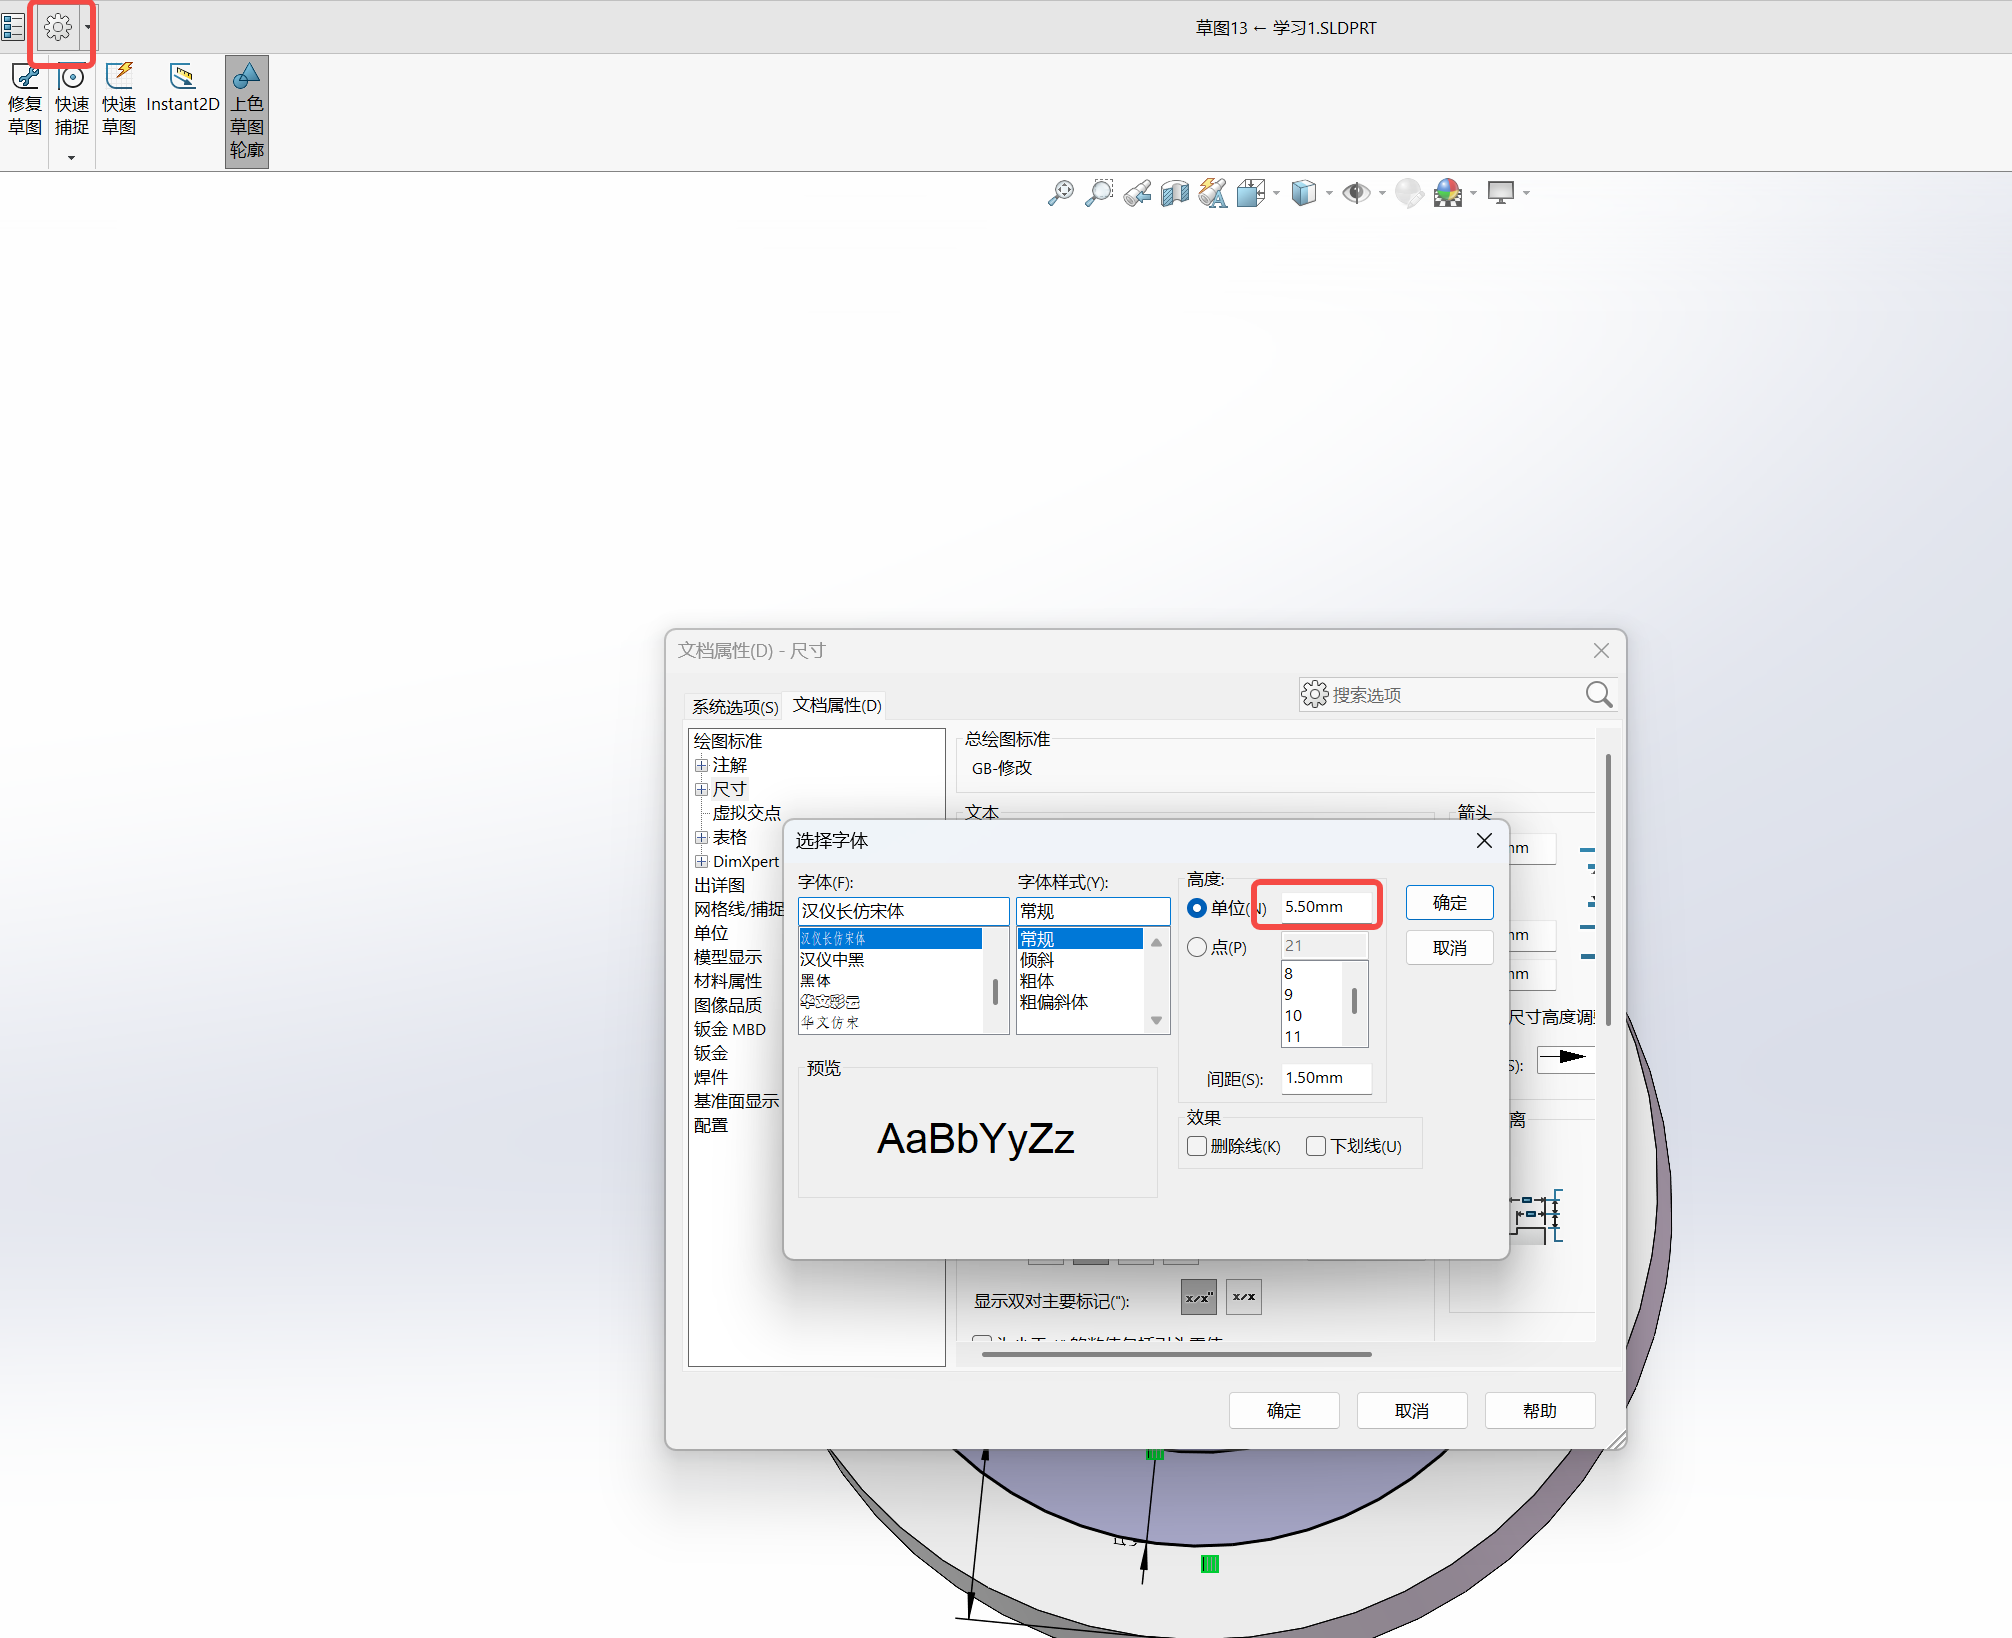 草图13 ← 学习1.SLDPRT
修复草图
快速捕捉
快速草图
Instant2D
上色草图轮廓
文档属性(D) - 尺寸
系统选项(S)
文档属性(D)
搜索选项
绘图标准
注解
尺寸
虚拟交点
表格
DimXpert
出详图
网格线/捕捉
单位
模型显示
材料属性
图像品质
钣金 MBD
钣金
焊件
基准面显示
配置
总绘图标准
GB-修改
文本
箭头
mm
mm
mm
尺寸高度调
S):
离
选择字体
字体(F):
汉仪长仿宋体
汉仪长仿宋体
汉仪中黑
黑体
华文彩云
华文仿宋
字体样式(Y):
常规
常规
倾斜
粗体
粗偏斜体
高度:
单位(N)
5.50mm
点(P)
21
8
9
10
11
间距(S):
1.50mm
确定
取消
预览
AaBbYyZz
效果
删除线(K)
下划线(U)
显示双对主要标记("):
x/x"
x/x
确定
取消
帮助